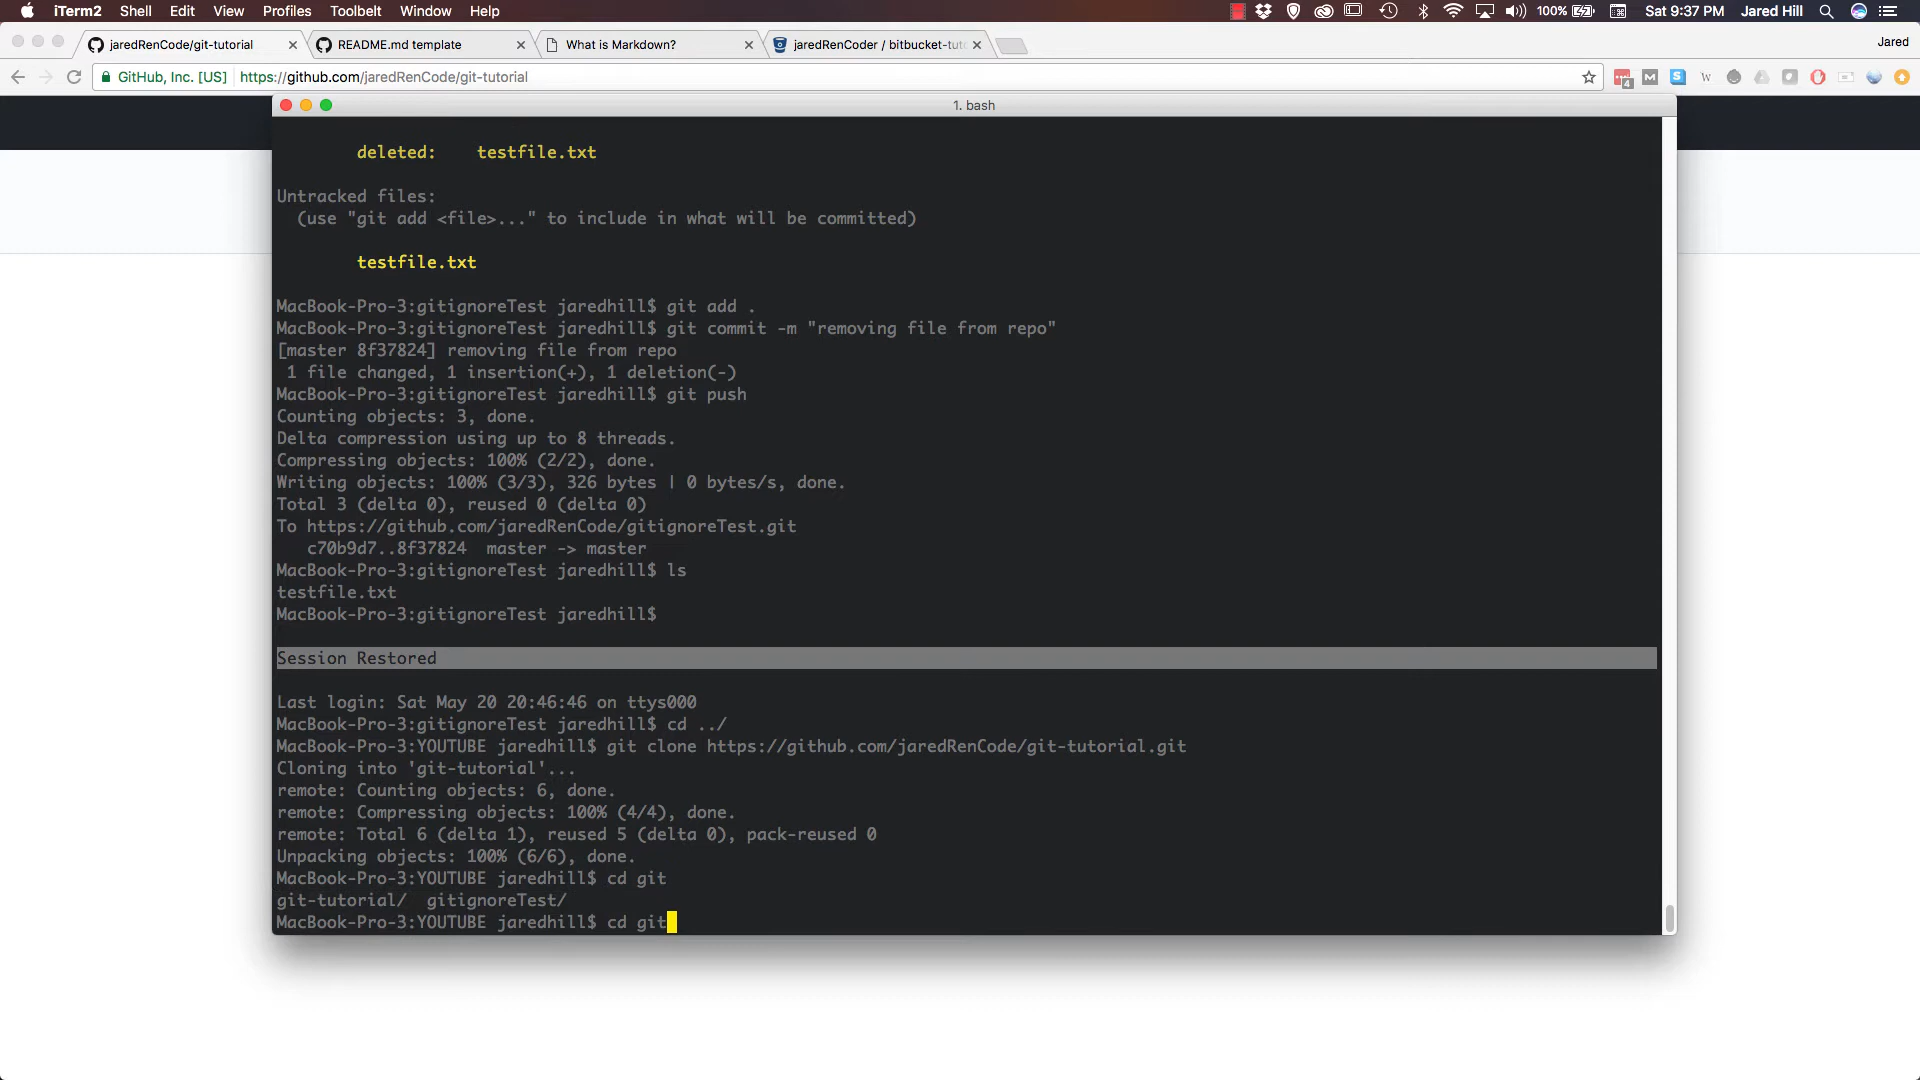 iTerm2 Shell Edit View Profiles Toolbelt Window Help 100% Sat 9:37 PM Jared Hill
jaredRenCode/git-tutorial README.md template What is Markdown? jaredRenCoder / bitbucket-tuto Jared
GitHub, Inc. [US] https://github.com/jaredRenCode/git-tutorial
1. bash
deleted: testfile.txt
Untracked files:
(use "git add <file>..." to include in what will be committed)
testfile.txt
MacBook-Pro-3:gitignoreTest jaredhill$ git add .
MacBook-Pro-3:gitignoreTest jaredhill$ git commit -m "removing file from repo"
[master 8f37824] removing file from repo
1 file changed, 1 insertion(+), 1 deletion(-)
MacBook-Pro-3:gitignoreTest jaredhill$ git push
Counting objects: 3, done.
Delta compression using up to 8 threads.
Compressing objects: 100% (2/2), done.
Writing objects: 100% (3/3), 326 bytes | 0 bytes/s, done.
Total 3 (delta 0), reused 0 (delta 0)
To https://github.com/jaredRenCode/gitignoreTest.git
c70b9d7..8f37824 master -> master
MacBook-Pro-3:gitignoreTest jaredhill$ ls
testfile.txt
MacBook-Pro-3:gitignoreTest jaredhill$
Session Restored
Last login: Sat May 20 20:46:46 on ttys000
MacBook-Pro-3:gitignoreTest jaredhill$ cd ../
MacBook-Pro-3:YOUTUBE jaredhill$ git clone https://github.com/jaredRenCode/git-tutorial.git
Cloning into 'git-tutorial'...
remote: Counting objects: 6, done.
remote: Compressing objects: 100% (4/4), done.
remote: Total 6 (delta 1), reused 5 (delta 0), pack-reused 0
Unpacking objects: 100% (6/6), done.
MacBook-Pro-3:YOUTUBE jaredhill$ cd git
git-tutorial/ gitignoreTest/
MacBook-Pro-3:YOUTUBE jaredhill$ cd git